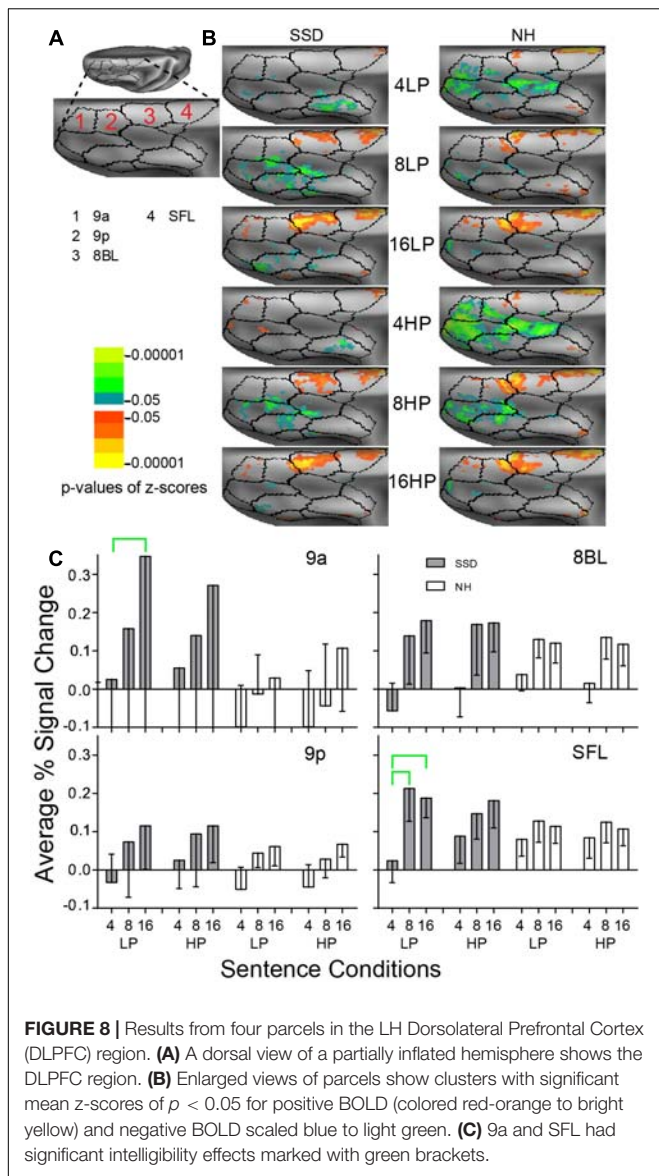 A
B
SSD
NH
1 2 3 4
1 9a 4 SFL
2 9p
3 8BL
4LP
8LP
16LP
4HP
8HP
16HP
-0.00001
-0.05
-0.05
-0.00001
p-values of z-scores
C
Average % Signal Change
9a
0.3
0.2
0.1
0.0
-0.1
8BL
SSD
NH
9p
0.3
0.2
0.1
0.0
-0.1
SFL
4 8 16 4 8 16 4 8 16 4 8 16
LP HP LP HP
4 8 16 4 8 16 4 8 16 4 8 16
LP HP LP HP
Sentence Conditions
FIGURE 8 | Results from four parcels in the LH Dorsolateral Prefrontal Cortex
(DLPFC) region. (A) A dorsal view of a partially inflated hemisphere shows the
DLPFC region. (B) Enlarged views of parcels show clusters with significant
mean z-scores of p < 0.05 for positive BOLD (colored red-orange to bright
yellow) and negative BOLD scaled blue to light green. (C) 9a and SFL had
significant intelligibility effects marked with green brackets.